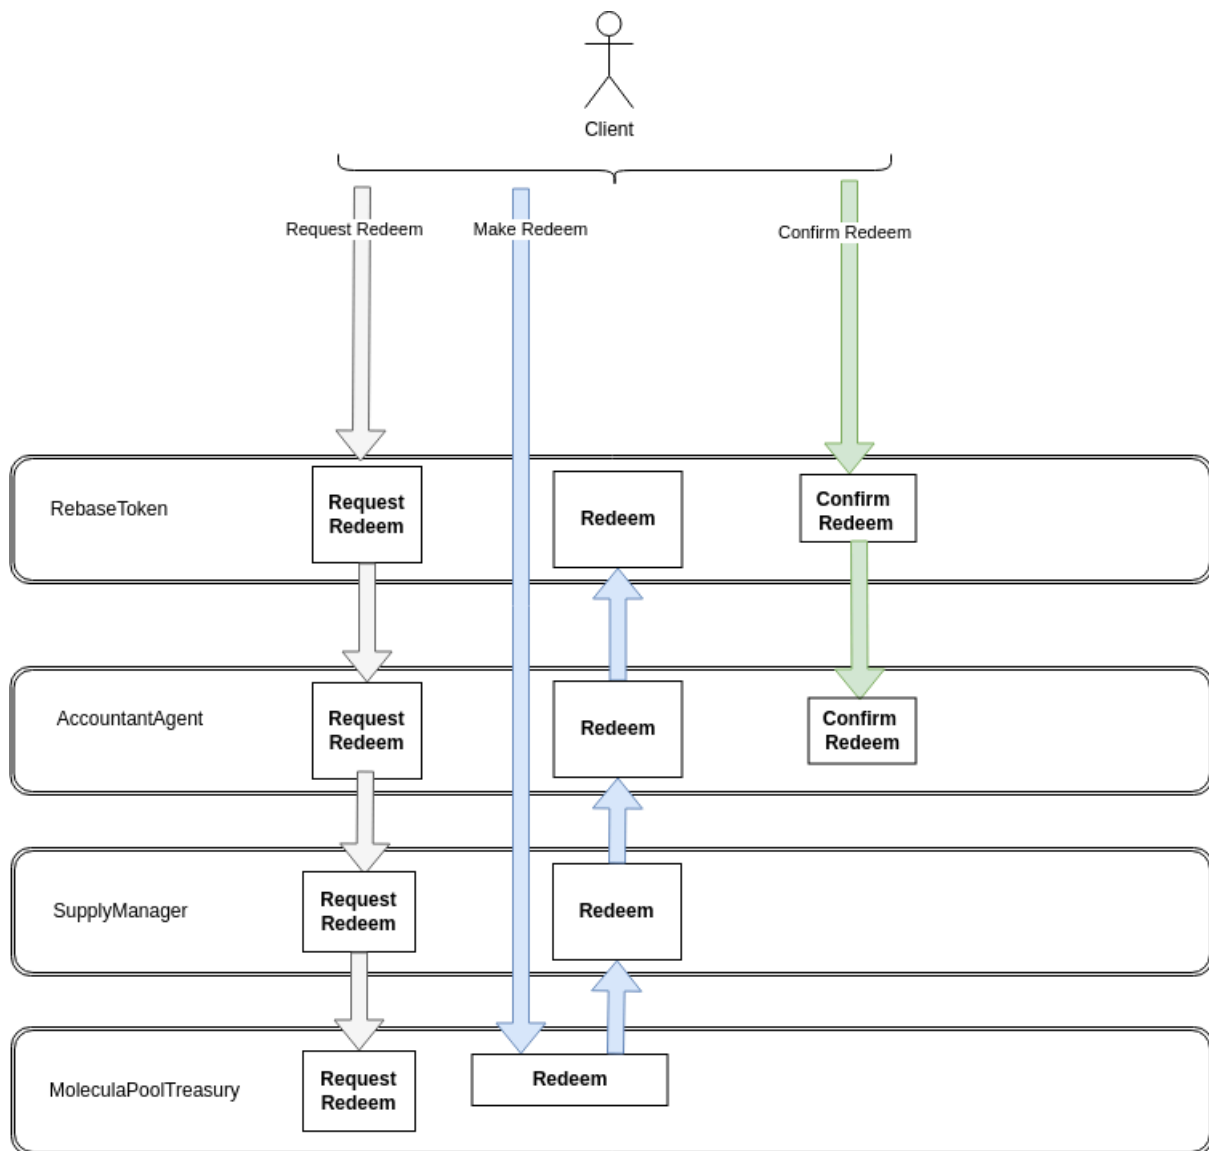 Client
Request Redeem
Make Redeem
Confirm Redeem
RebaseToken
Request
Redeem
Redeem
Confirm
Redeem
AccountantAgent
Request
Redeem
Redeem
Confirm
Redeem
SupplyManager
Request
Redeem
Redeem
MoleculaPoolTreasury
Request
Redeem
Redeem